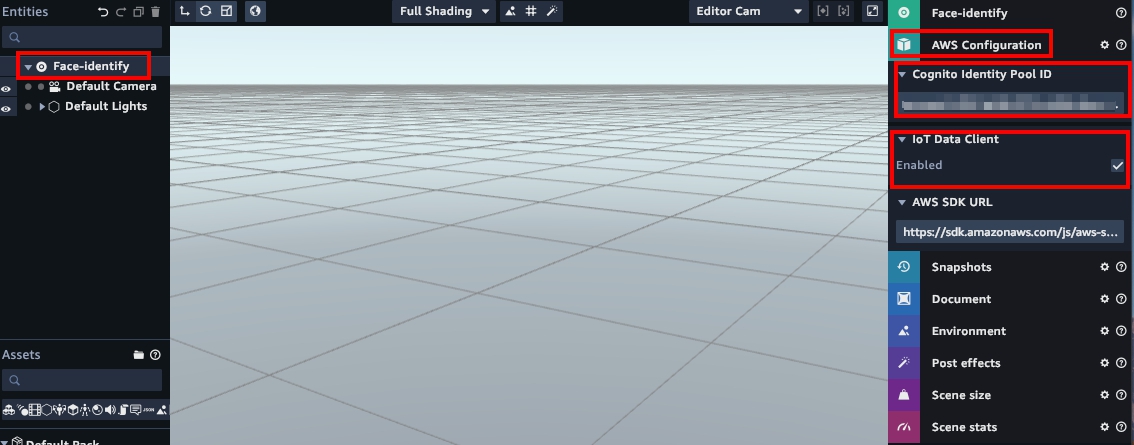 Entities
Full Shading
Editor Cam
Face-identify
Default Camera
Default Lights
Assets
JSON
Default Pack
Face-identify
AWS Configuration
Cognito Identity Pool ID
IoT Data Client
Enabled
AWS SDK URL
https://sdk.amazonaws.com/js/aws-s...
Snapshots
Document
Environment
Post effects
Scene size
Scene stats